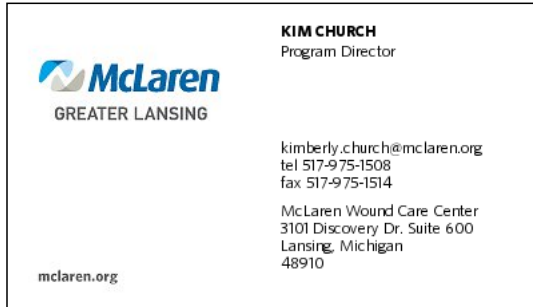 McLaren
GREATER LANSING
mclaren.org
KIM CHURCH
Program Director
kimberly.church@mclaren.org
tel 517-975-1508
fax 517-975-1514
McLaren Wound Care Center
3101 Discovery Dr. Suite 600
Lansing, Michigan
48910